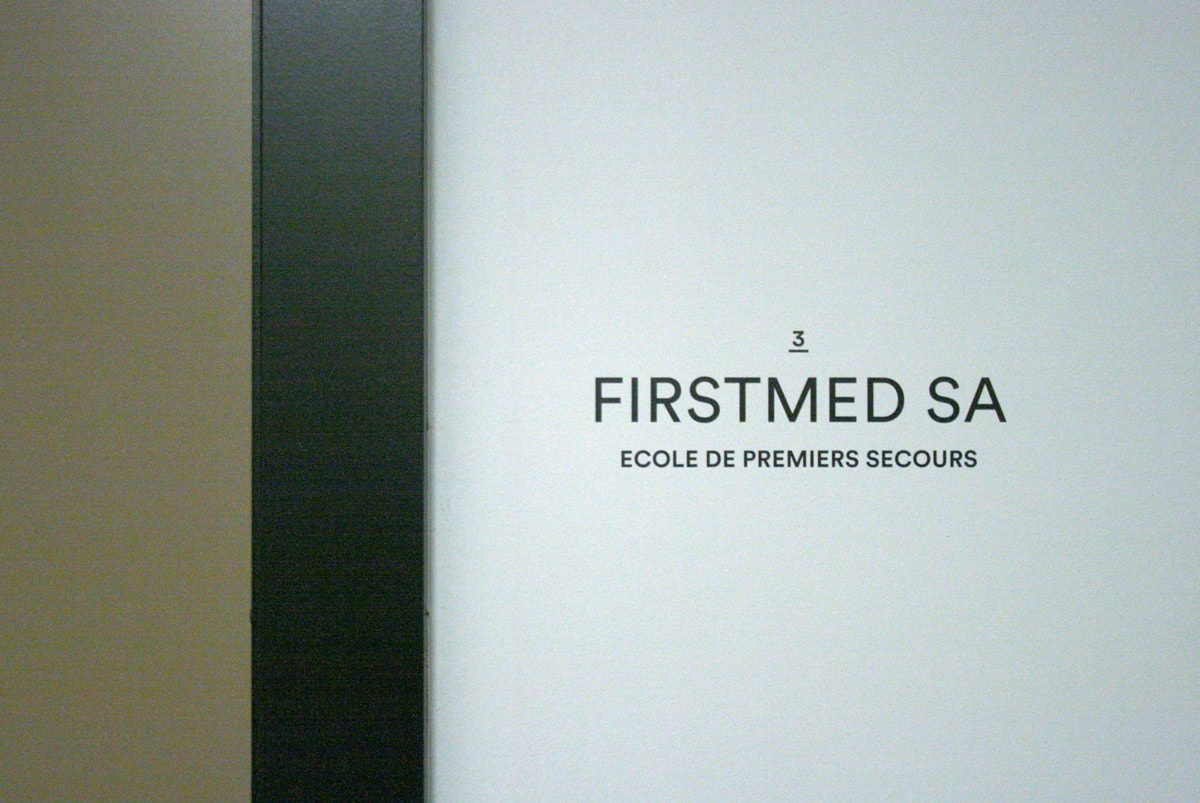 3
FIRSTMED SA
ECOLE DE PREMIERS SECOURS